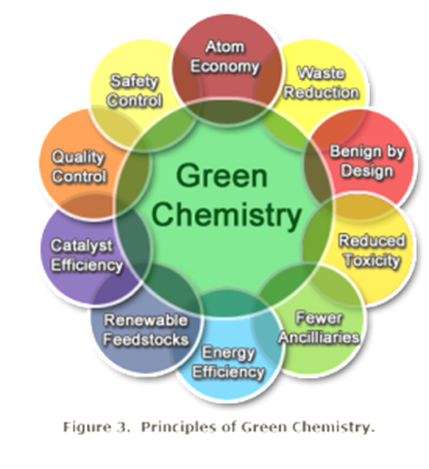 Atom
Economy
Waste
Reduction
Benign by
Design
Reduced
Toxicity
Fewer
Ancilliaries
Energy
Efficiency
Renewable
Feedstocks
Catalyst
Efficiency
Quality
Control
Safety
Control
Green
Chemistry
Figure 3. Principles of Green Chemistry.